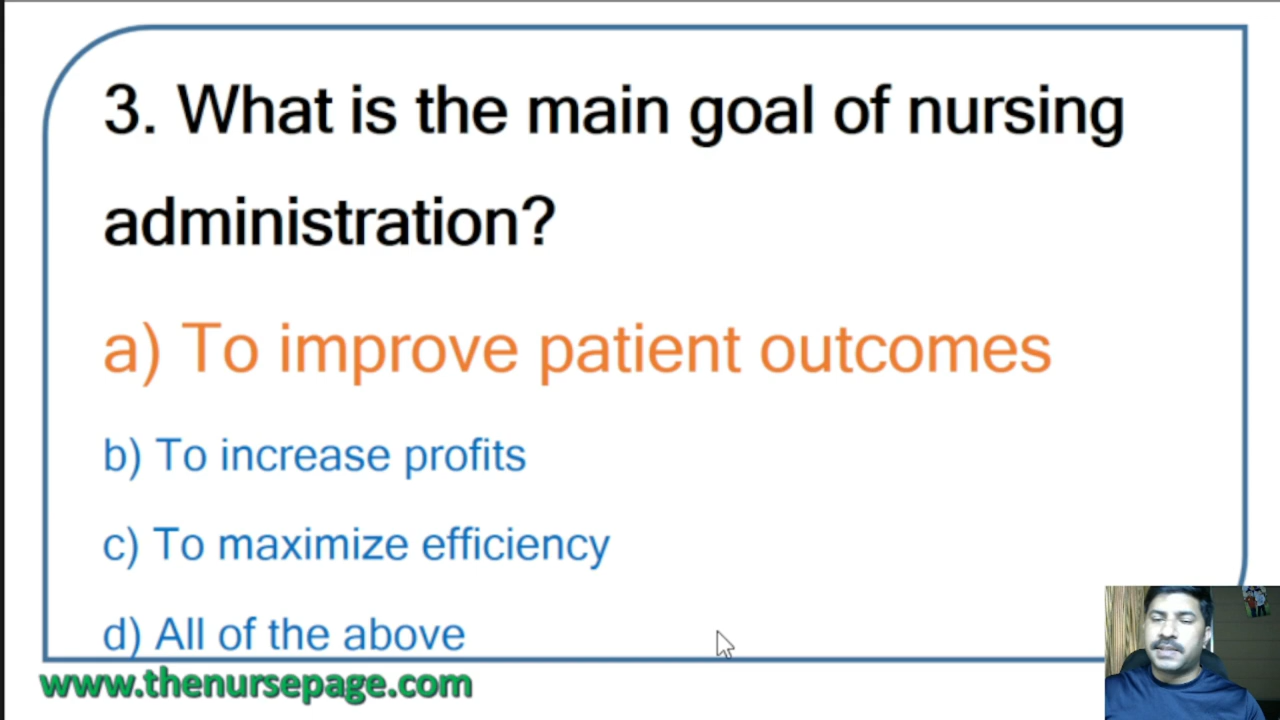 3. What is the main goal of nursing
administration?
a) To improve patient outcomes
b) To increase profits
c) To maximize efficiency
d) All of the above
www.thenursepage.com